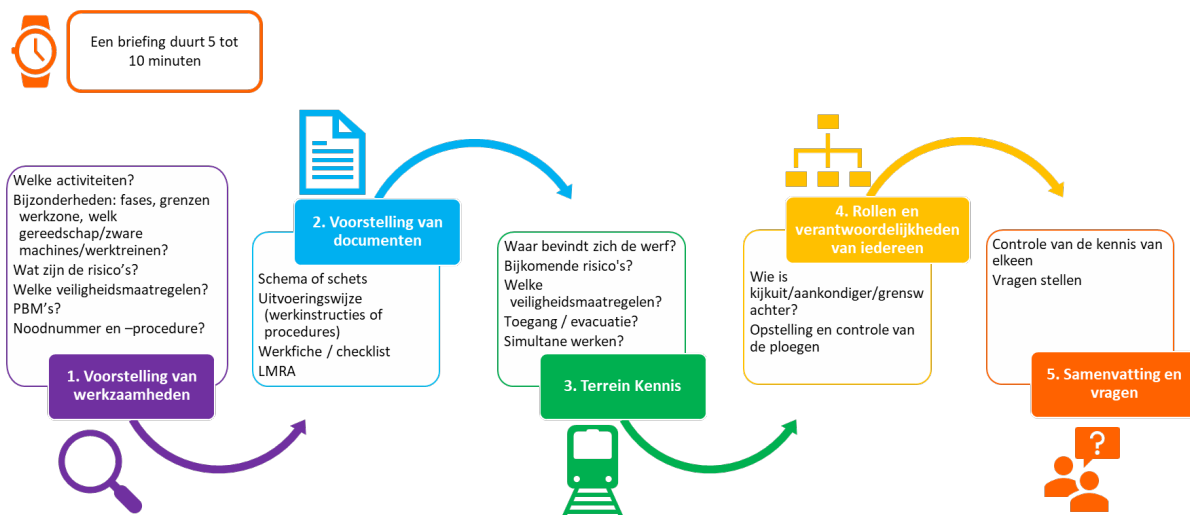 Een briefing duurt 5 tot
10 minuten
Welke activiteiten?
Bijzonderheden: fases, grenzen
werkzone, welk
gereedschap/zware
machines/werktreinen?
Wat zijn de risico's?
Welke veiligheidsmaatregelen?
PBM's?
Noodnummer en –procedure?
1. Voorstelling van
werkzaamheden
2. Voorstelling van
documenten
Schema of schets
Uitvoeringswijze
(werkinstructies of
procedures)
Werkfiche / checklist
LMRA
Waar bevindt zich de werf?
Bijkomende risico's?
Welke
veiligheidsmaatregelen?
Toegang / evacuatie?
Simultane werken?
3. Terrein Kennis
4. Rollen en
verantwoordelijkheden
van iedereen
Wie is
kijkuit/aankondiger/grensw
achter?
Opstelling en controle van
de ploegen
Controle van de kennis van
elkeen
Vragen stellen
5. Samenvatting en
vragen
?